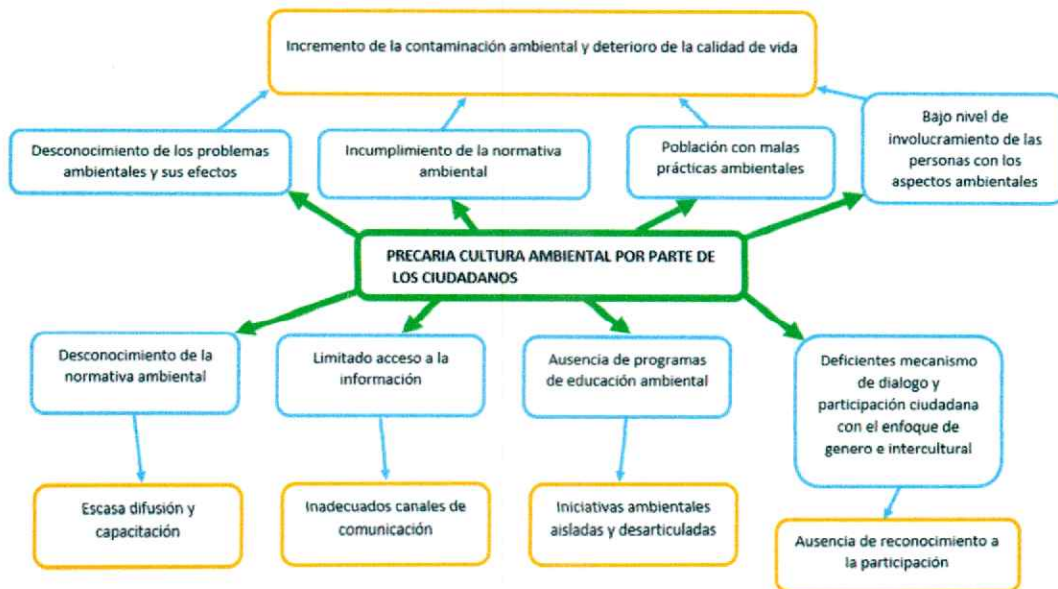 Incremento de la contaminación ambiental y deterioro de la calidad de vida
Desconocimiento de los problemas
ambientales y sus efectos
Incumplimiento de la normativa
ambiental
Población con malas
prácticas ambientales
Bajo nivel de
involucramiento de las
personas con los
aspectos ambientales
PRECARIA CULTURA AMBIENTAL POR PARTE DE
LOS CIUDADANOS
Desconocimiento de la
normativa ambiental
Limitado acceso a la
información
Ausencia de programas
de educación ambiental
Deficientes mecanismo
de dialogo y
participación ciudadana
con el enfoque de
genero e intercultural
Escasa difusión y
capacitación
Inadecuados canales de
comunicación
Iniciativas ambientales
aisladas y desarticuladas
Ausencia de reconocimiento a
la participación